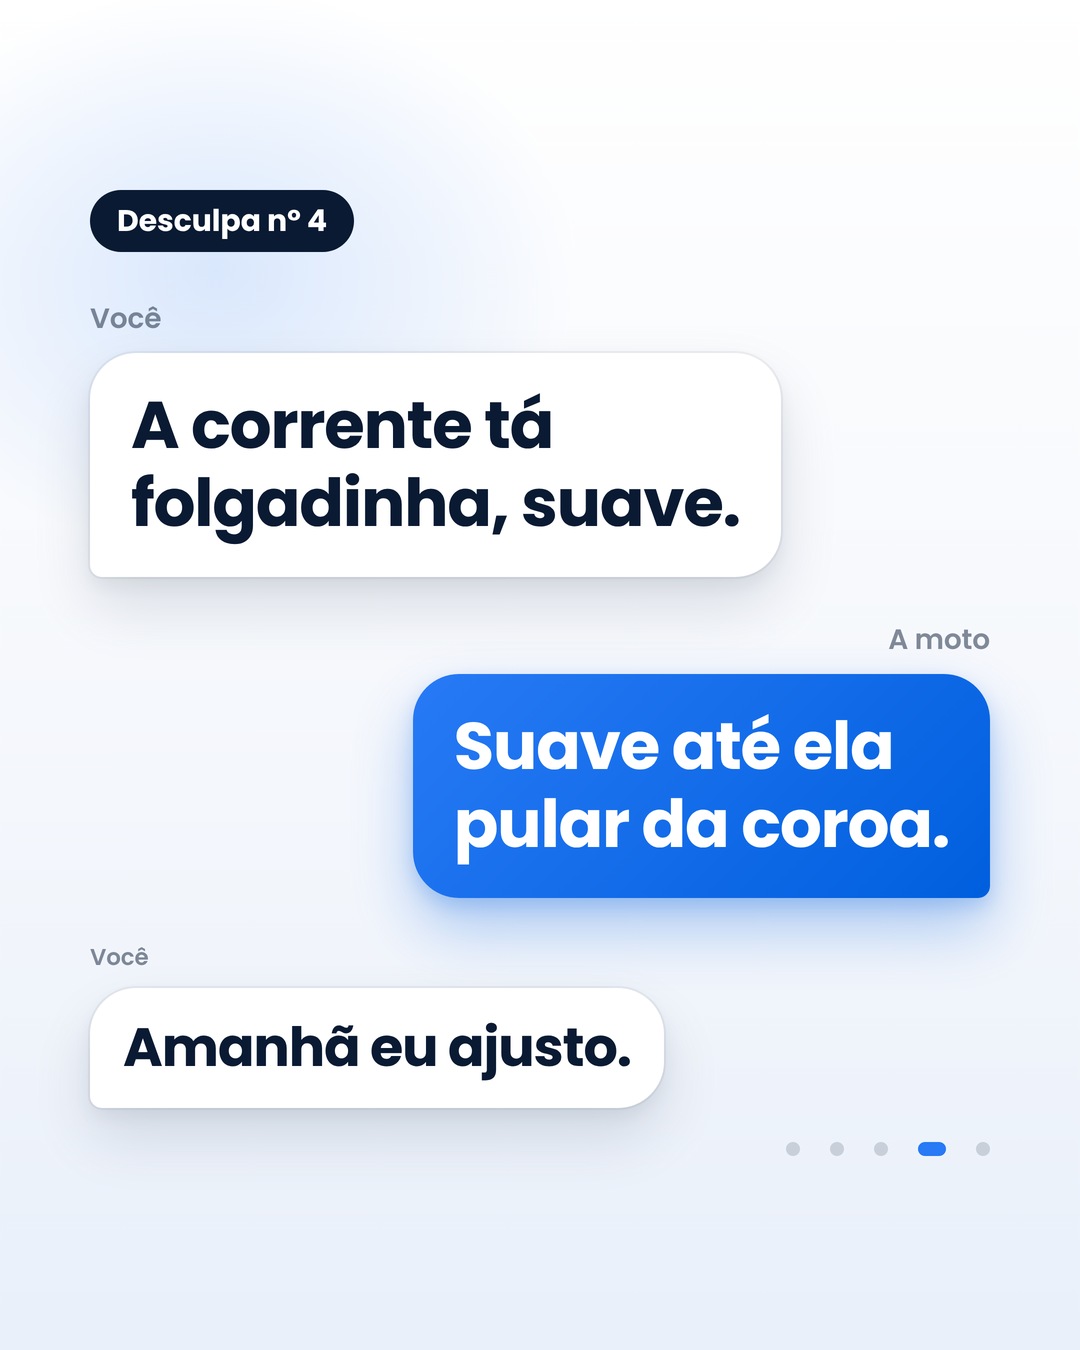 Desculpa nº 4
Você
A corrente tá
folgadinha, suave.
A moto
Suave até ela
pular da coroa.
Você
Amanhã eu ajusto.